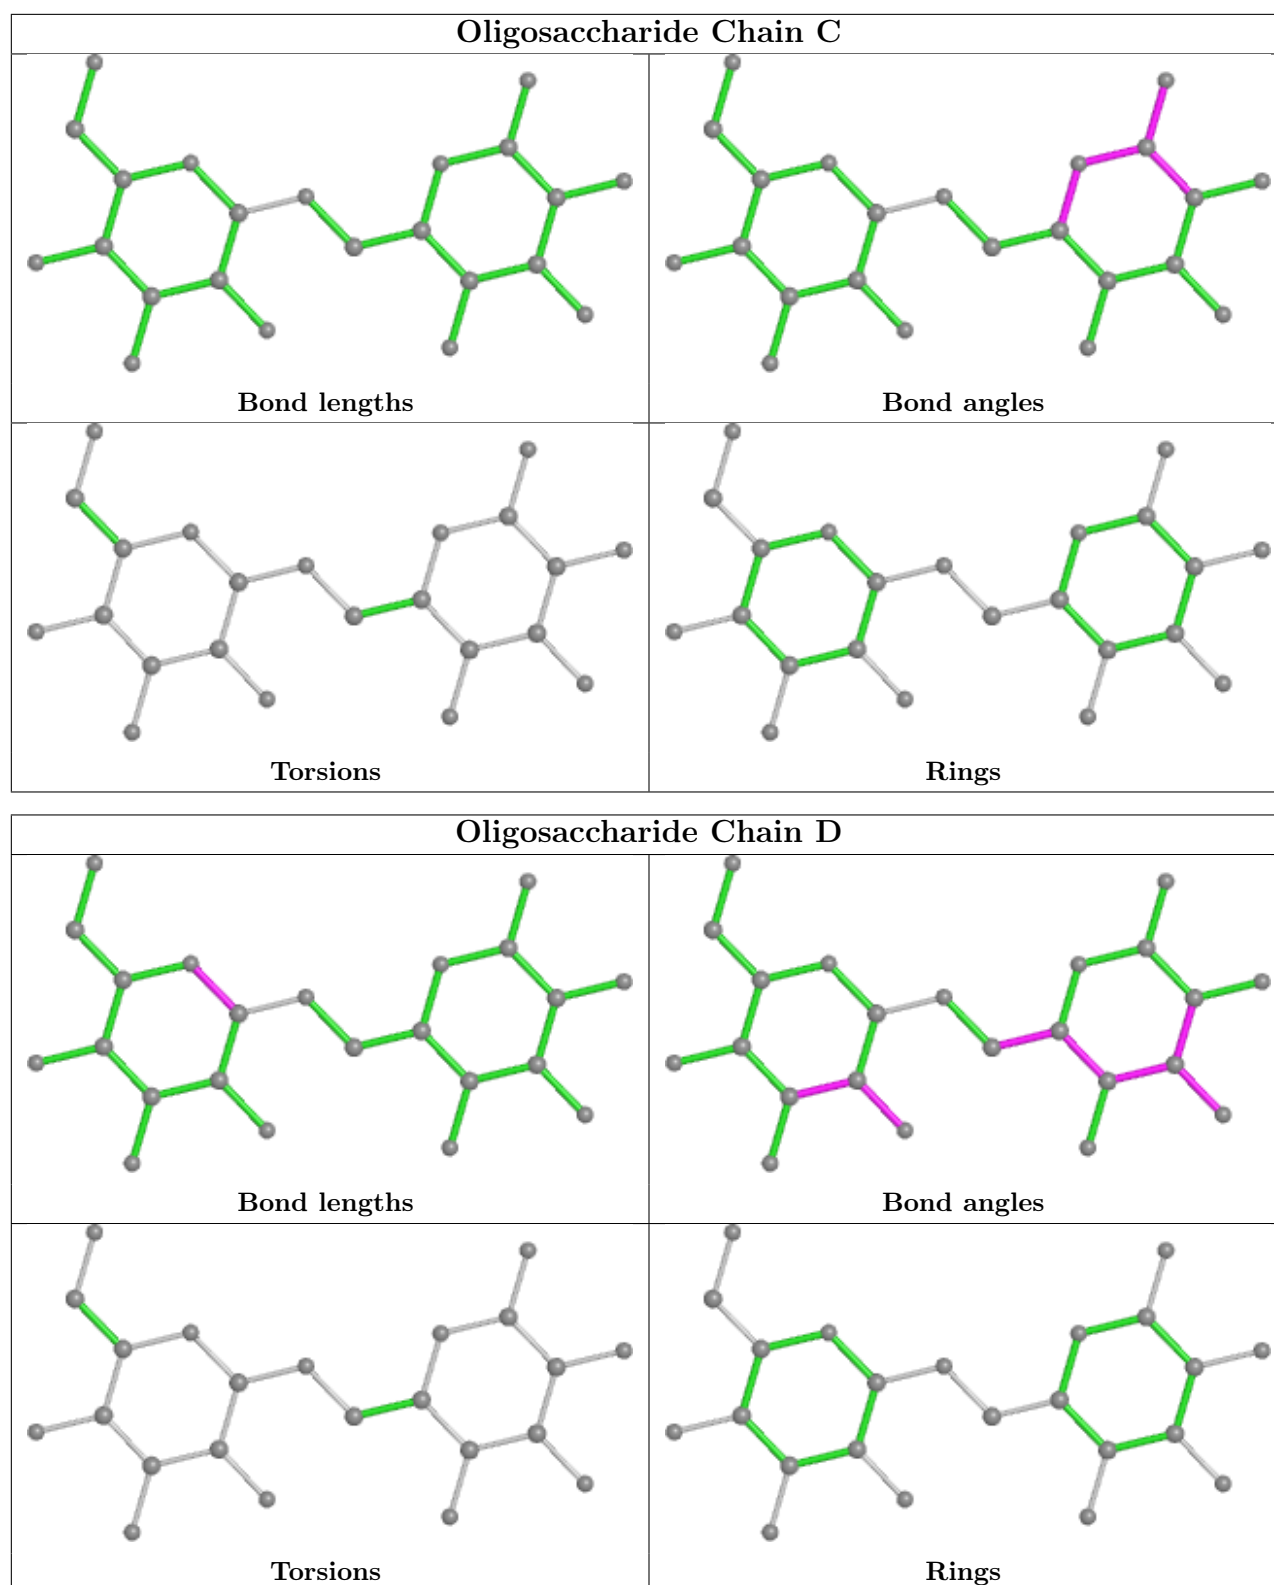 Oligosaccharide Chain C
Bond lengths
Bond angles
Torsions
Rings
Oligosaccharide Chain D
Bond lengths
Bond angles
Torsions
Rings